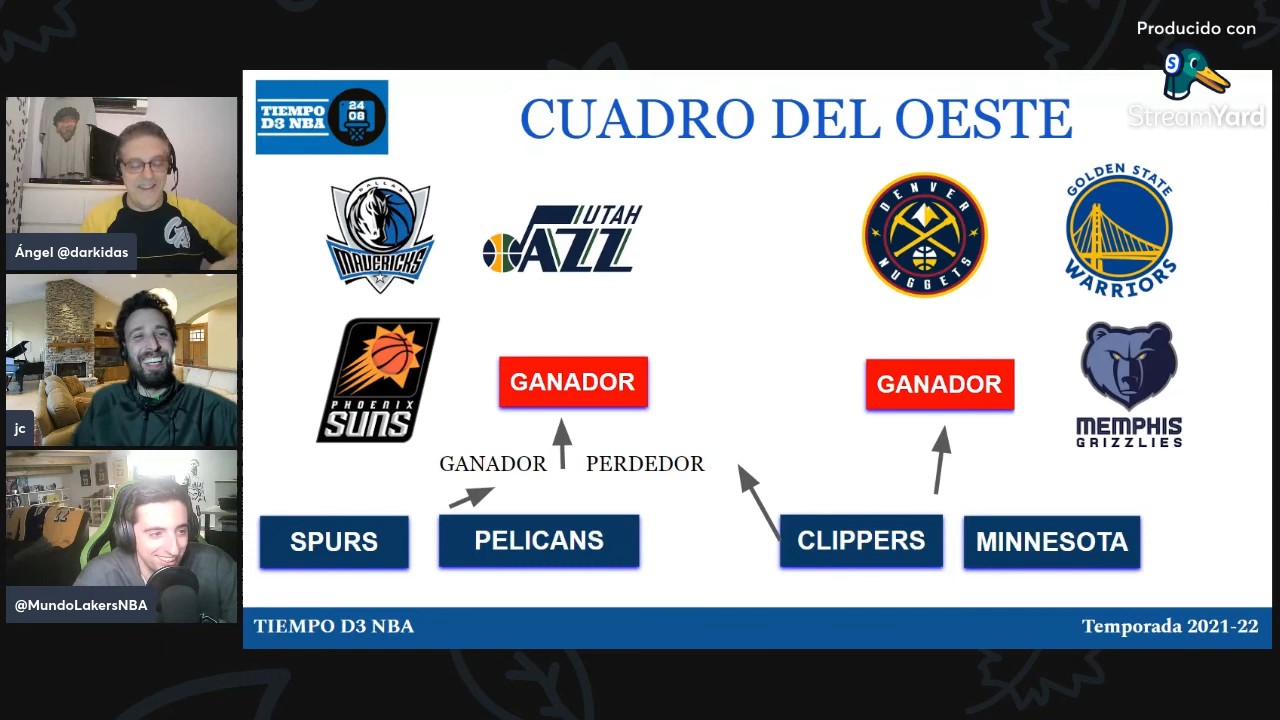 Producido con
StreamYard
TIEMPO
D3 NBA
24
08
CUADRO DEL OESTE
DALLAS
MAVERICKS
UTAH
JAZZ
DENVER
NUGGETS
GOLDEN STATE
WARRIORS
Ángel @darkidas
PHOENIX
SUNS
GANADOR
GANADOR
MEMPHIS
GRIZZLIES
jc
GANADOR
PERDEDOR
SPURS
PELICANS
CLIPPERS
MINNESOTA
@MundoLakersNBA
TIEMPO D3 NBA
Temporada 2021-22